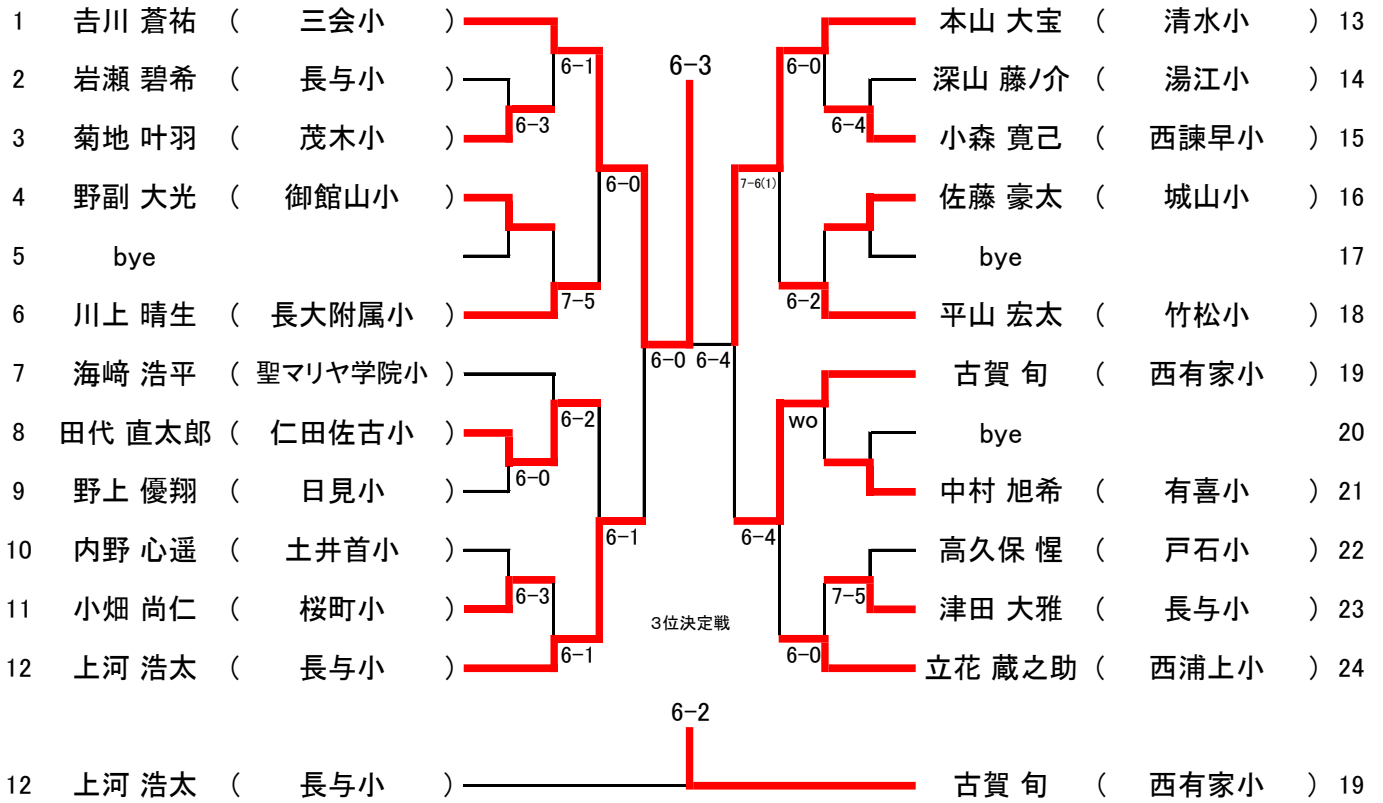 1 吉川 蒼祐 ( 三会小 ) 本山 大宝 ( 清水小 ) 13
6-1 6-3 6-0
2 岩瀬 碧希 ( 長与小 ) 深山 藤ノ介 ( 湯江小 ) 14
6-3 6-4
3 菊地 叶羽 ( 茂木小 ) 小森 寛己 ( 西諫早小 ) 15
6-0 7-6(1)
4 野副 大光 ( 御館山小 ) 佐藤 豪太 ( 城山小 ) 16
5 bye bye 17
7-5 6-2
6 川上 晴生 ( 長大附属小 ) 平山 宏太 ( 竹松小 ) 18
6-0 6-4
7 海﨑 浩平 ( 聖マリヤ学院小 ) 古賀 旬 ( 西有家小 ) 19
6-2 wo
8 田代 直太郎 ( 仁田佐古小 ) bye 20
6-0
9 野上 優翔 ( 日見小 ) 中村 旭希 ( 有喜小 ) 21
6-1 6-4
10 内野 心遥 ( 土井首小 ) 高久保 惺 ( 戸石小 ) 22
6-3 7-5
11 小畑 尚仁 ( 桜町小 ) 津田 大雅 ( 長与小 ) 23
3位決定戦
6-1 6-0
12 上河 浩太 ( 長与小 ) 立花 蔵之助 ( 西浦上小 ) 24
6-2
12 上河 浩太 ( 長与小 ) 古賀 旬 ( 西有家小 ) 19